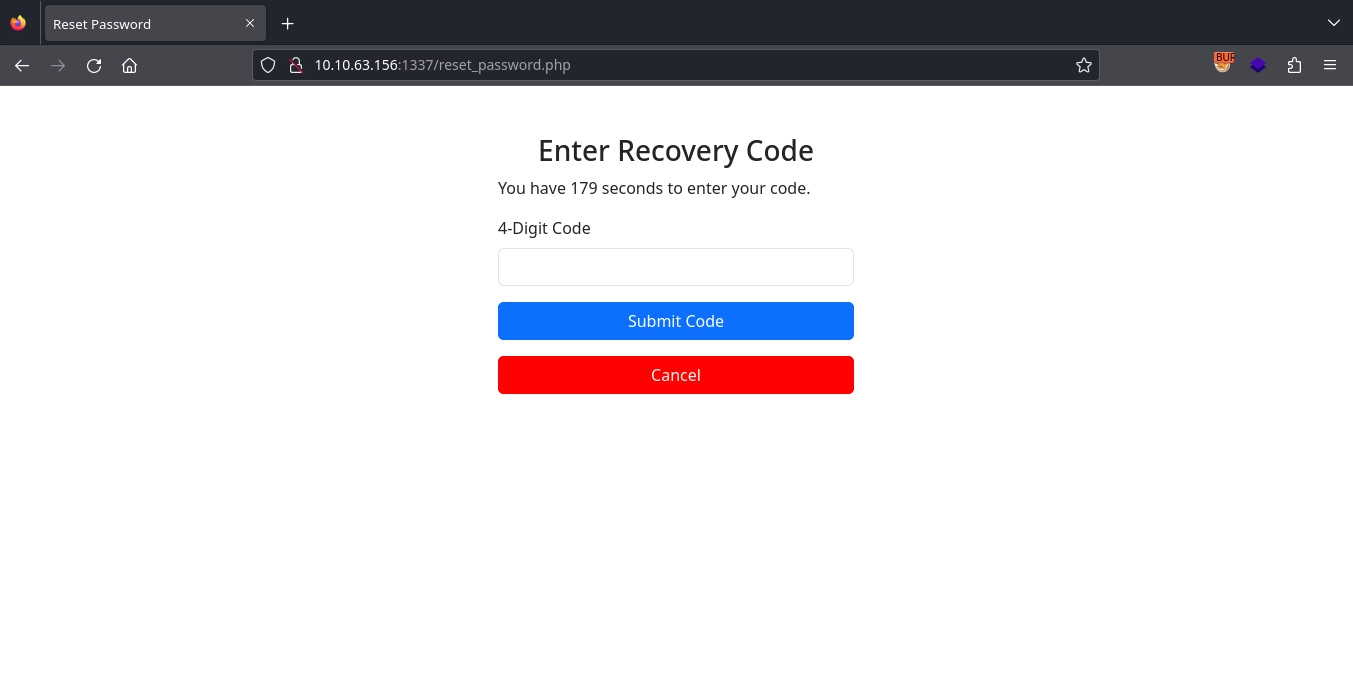 Reset Password
10.10.63.156:1337/reset_password.php
BUR
Enter Recovery Code
You have 179 seconds to enter your code.
4-Digit Code
Submit Code
Cancel